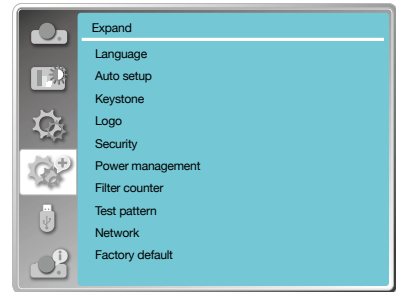 Expand
Language
Auto setup
Keystone
Logo
Security
Power management
Filter counter
Test pattern
Network
Factory default